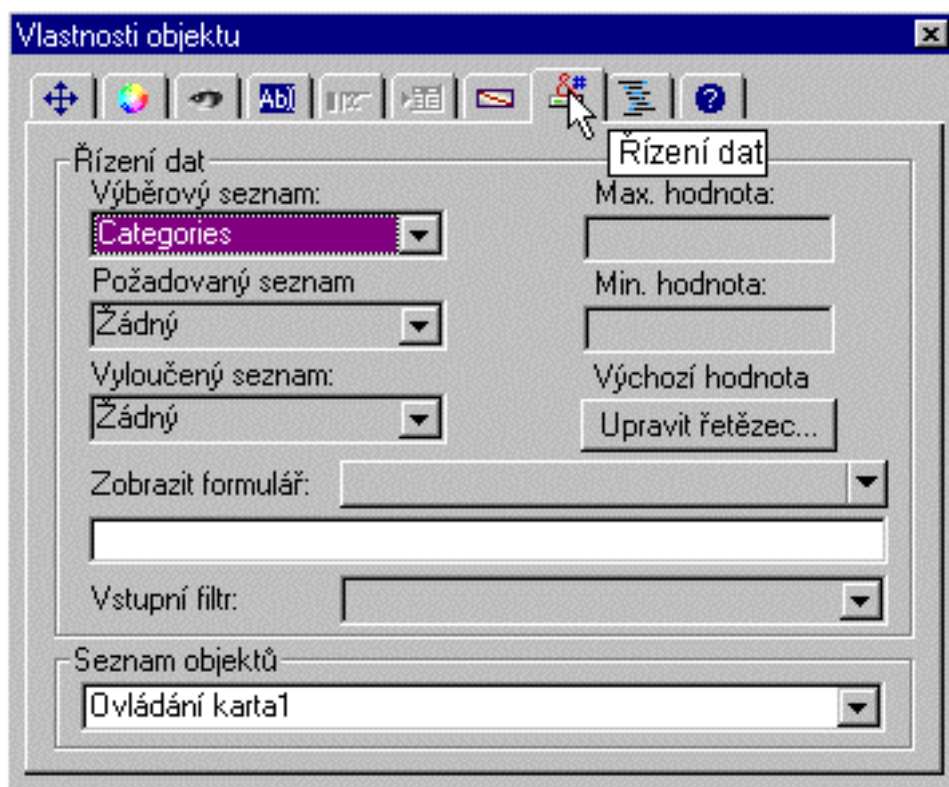 Vlastnosti objektu
Ab
?
&#
Řízení dat
Řízení dat
Výběrový seznam:
Max. hodnota:
Categories
Požadovaný seznam
Min. hodnota:
Žádný
Vyloučený seznam:
Výchozí hodnota
Žádný
Upravit řetězec...
Zobrazit formulář:
Vstupní filtr:
Seznam objektů
Ovládání karta1